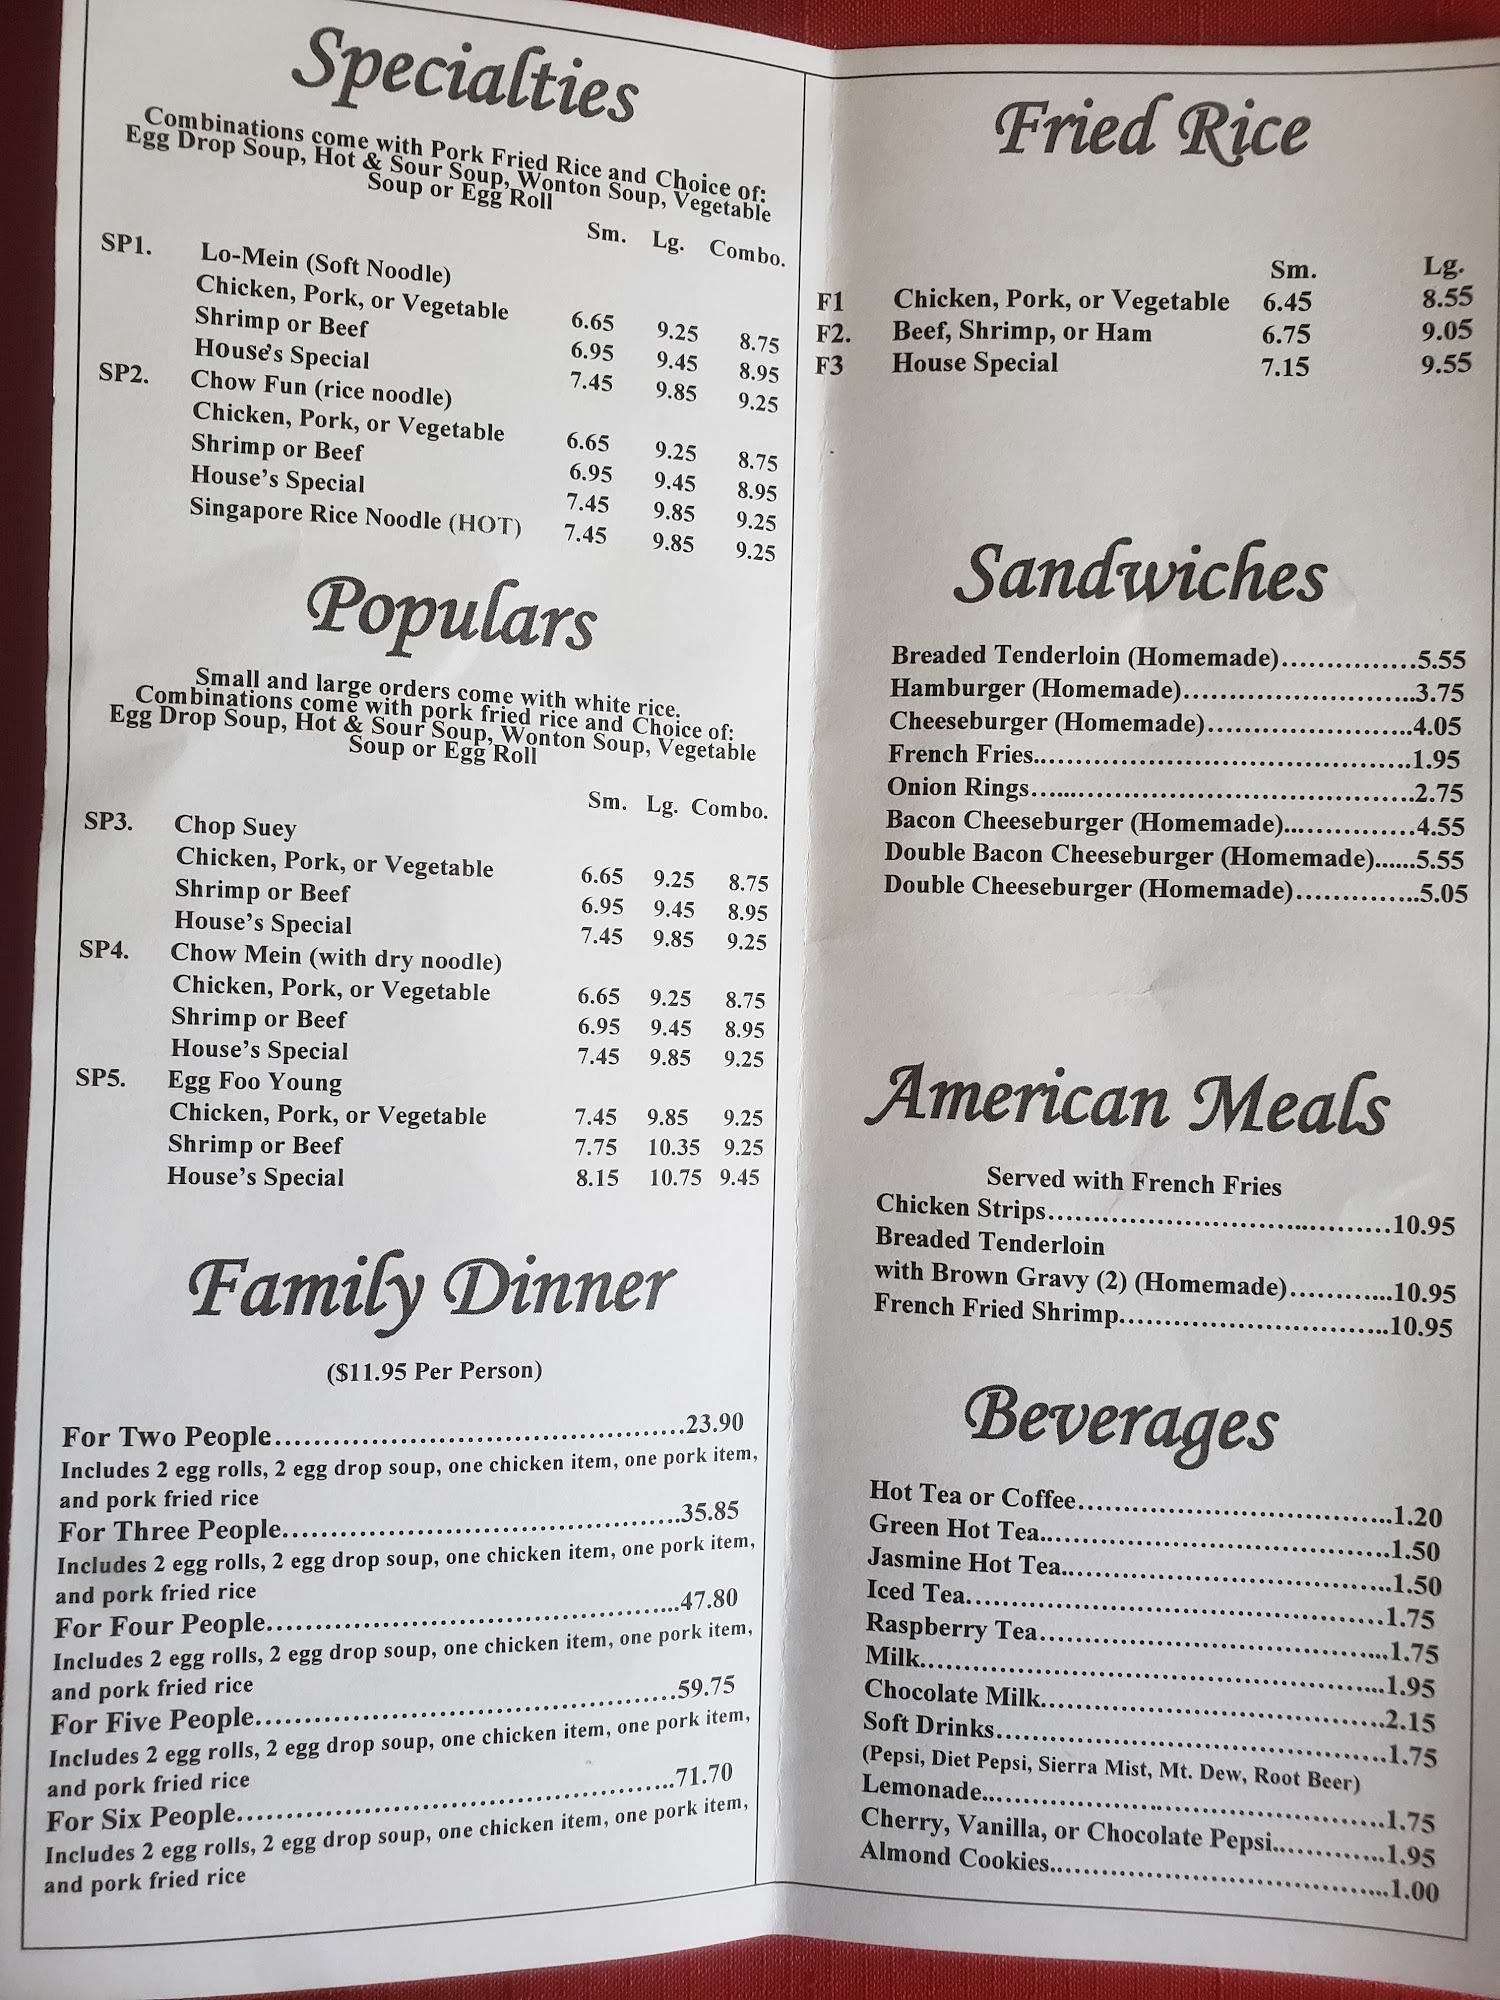 Specialties
Combinations come with Pork Fried Rice and Choice of:
Egg Drop Soup, Hot & Sour Soup, Wonton Soup, Vegetable
Soup or Egg Roll
Sm. Lg. Combo.
SP1. Lo-Mein (Soft Noodle)
Chicken, Pork, or Vegetable 6.65 9.25 8.75
Shrimp or Beef 6.95 9.45 8.95
House's Special 7.45 9.85 9.25
SP2. Chow Fun (rice noodle)
Chicken, Pork, or Vegetable 6.65 9.25 8.75
Shrimp or Beef 6.95 9.45 8.95
House's Special 7.45 9.85 9.25
Singapore Rice Noodle (HOT) 7.45 9.85 9.25
Populars
Small and large orders come with white rice.
Combinations come with pork fried rice and Choice of:
Egg Drop Soup, Hot & Sour Soup, Wonton Soup, Vegetable
Soup or Egg Roll
Sm. Lg. Combo.
SP3. Chop Suey
Chicken, Pork, or Vegetable 6.65 9.25 8.75
Shrimp or Beef 6.95 9.45 8.95
House's Special 7.45 9.85 9.25
SP4. Chow Mein (with dry noodle)
Chicken, Pork, or Vegetable 6.65 9.25 8.75
Shrimp or Beef 6.95 9.45 8.95
House's Special 7.45 9.85 9.25
SP5. Egg Foo Young
Chicken, Pork, or Vegetable 7.45 9.85 9.25
Shrimp or Beef 7.75 10.35 9.25
House's Special 8.15 10.75 9.45
Family Dinner
($11.95 Per Person)
For Two People.............................................23.90
Includes 2 egg rolls, 2 egg drop soup, one chicken item, one pork item,
and pork fried rice
For Three People...........................................35.85
Includes 2 egg rolls, 2 egg drop soup, one chicken item, one pork item,
and pork fried rice
For Four People............................................47.80
Includes 2 egg rolls, 2 egg drop soup, one chicken item, one pork item,
and pork fried rice
For Five People............................................59.75
Includes 2 egg rolls, 2 egg drop soup, one chicken item, one pork item,
and pork fried rice
For Six People.............................................71.70
Includes 2 egg rolls, 2 egg drop soup, one chicken item, one pork item,
and pork fried rice
Fried Rice
Sm. Lg.
F1 Chicken, Pork, or Vegetable 6.45 8.55
F2. Beef, Shrimp, or Ham 6.75 9.05
F3 House Special 7.15 9.55
Sandwiches
Breaded Tenderloin (Homemade)...............5.55
Hamburger (Homemade)..........................3.75
Cheeseburger (Homemade).......................4.05
French Fries.........................................1.95
Onion Rings..........................................2.75
Bacon Cheeseburger (Homemade)...............4.55
Double Bacon Cheeseburger (Homemade)......5.55
Double Cheeseburger (Homemade)..............5.05
American Meals
Served with French Fries
Chicken Strips.......................................10.95
Breaded Tenderloin
with Brown Gravy (2) (Homemade)............10.95
French Fried Shrimp..............................10.95
Beverages
Hot Tea or Coffee...................................1.20
Green Hot Tea.......................................1.50
Jasmine Hot Tea.....................................1.50
Iced Tea..............................................1.75
Raspberry Tea.......................................1.75
Milk...................................................1.95
Chocolate Milk......................................2.15
Soft Drinks...........................................1.75
(Pepsi, Diet Pepsi, Sierra Mist, Mt. Dew, Root Beer)
Lemonade.............................................1.75
Cherry, Vanilla, or Chocolate Pepsi.............1.95
Almond Cookies.....................................1.00